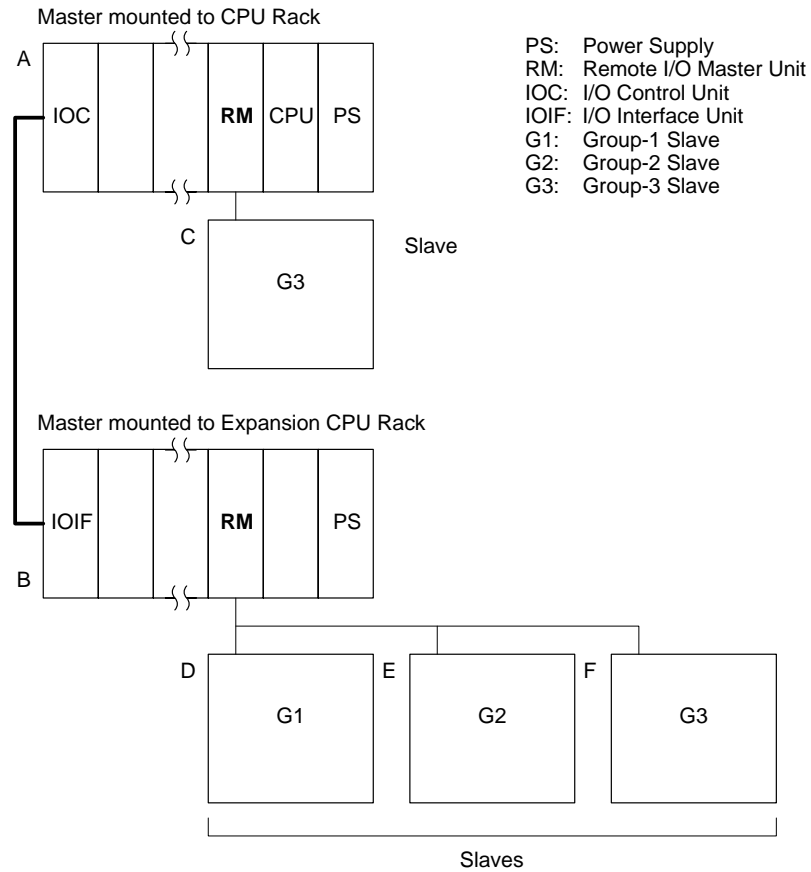 Master mounted to CPU Rack
A
IOC RM CPU PS
PS: Power Supply
RM: Remote I/O Master Unit
IOC: I/O Control Unit
IOIF: I/O Interface Unit
G1: Group-1 Slave
G2: Group-2 Slave
G3: Group-3 Slave
C
G3
Slave
Master mounted to Expansion CPU Rack
IOIF RM PS
B
D E F
G1 G2 G3
Slaves